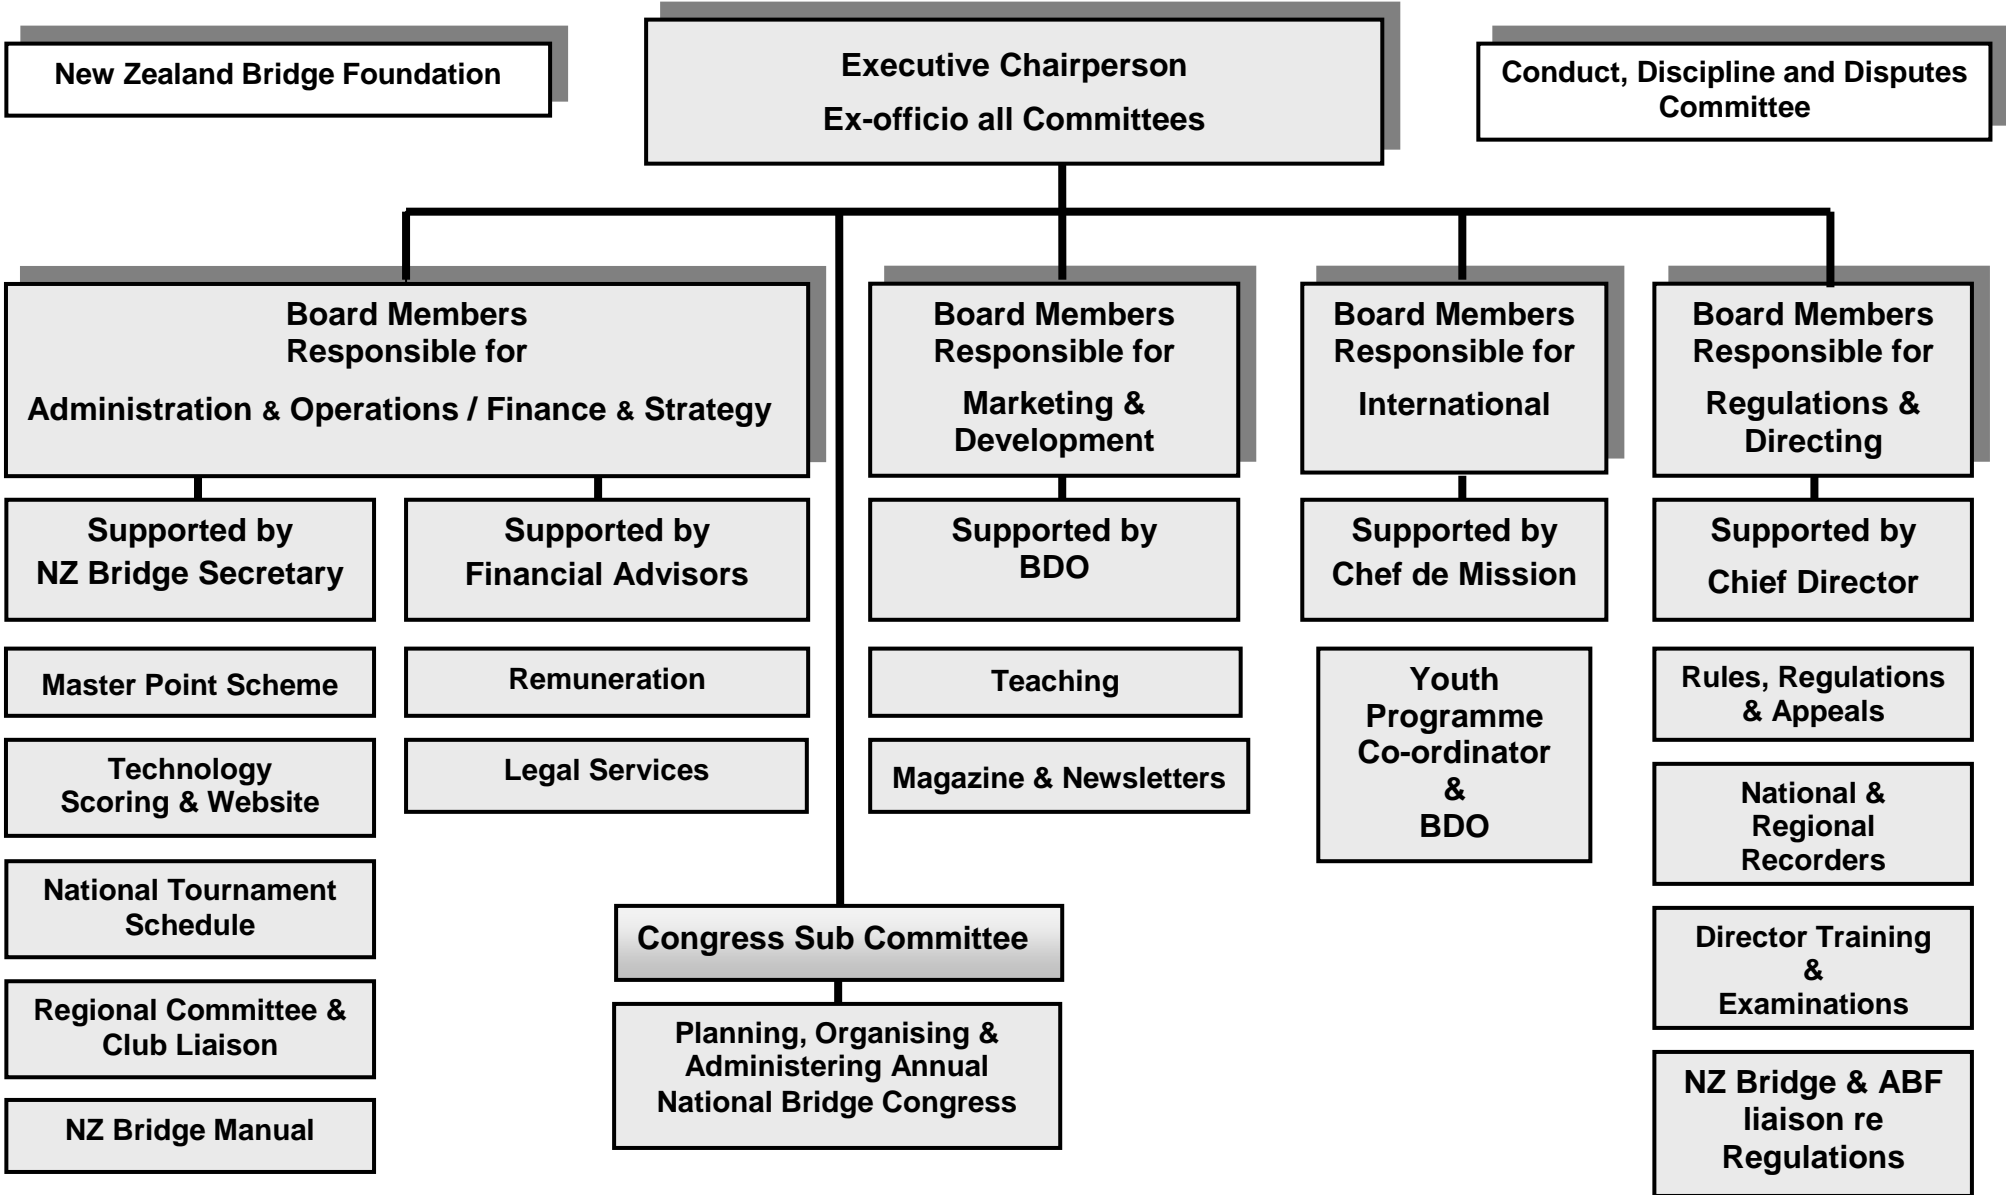 New Zealand Bridge Foundation
Executive Chairperson
Ex-officio all Committees
Conduct, Discipline and Disputes
Committee
Board Members
Responsible for
Administration & Operations / Finance & Strategy
Board Members
Responsible for
Marketing &
Development
Board Members
Responsible for
International
Board Members
Responsible for
Regulations &
Directing
Supported by
NZ Bridge Secretary
Supported by
Financial Advisors
Supported by
BDO
Supported by
Chef de Mission
Supported by
Chief Director
Master Point Scheme
Technology
Scoring & Website
National Tournament
Schedule
Regional Committee &
Club Liaison
NZ Bridge Manual
Remuneration
Legal Services
Congress Sub Committee
Planning, Organising &
Administering Annual
National Bridge Congress
Teaching
Magazine & Newsletters
Youth
Programme
Co-ordinator
&
BDO
Rules, Regulations
& Appeals
National &
Regional
Recorders
Director Training
&
Examinations
NZ Bridge & ABF
liaison re
Regulations